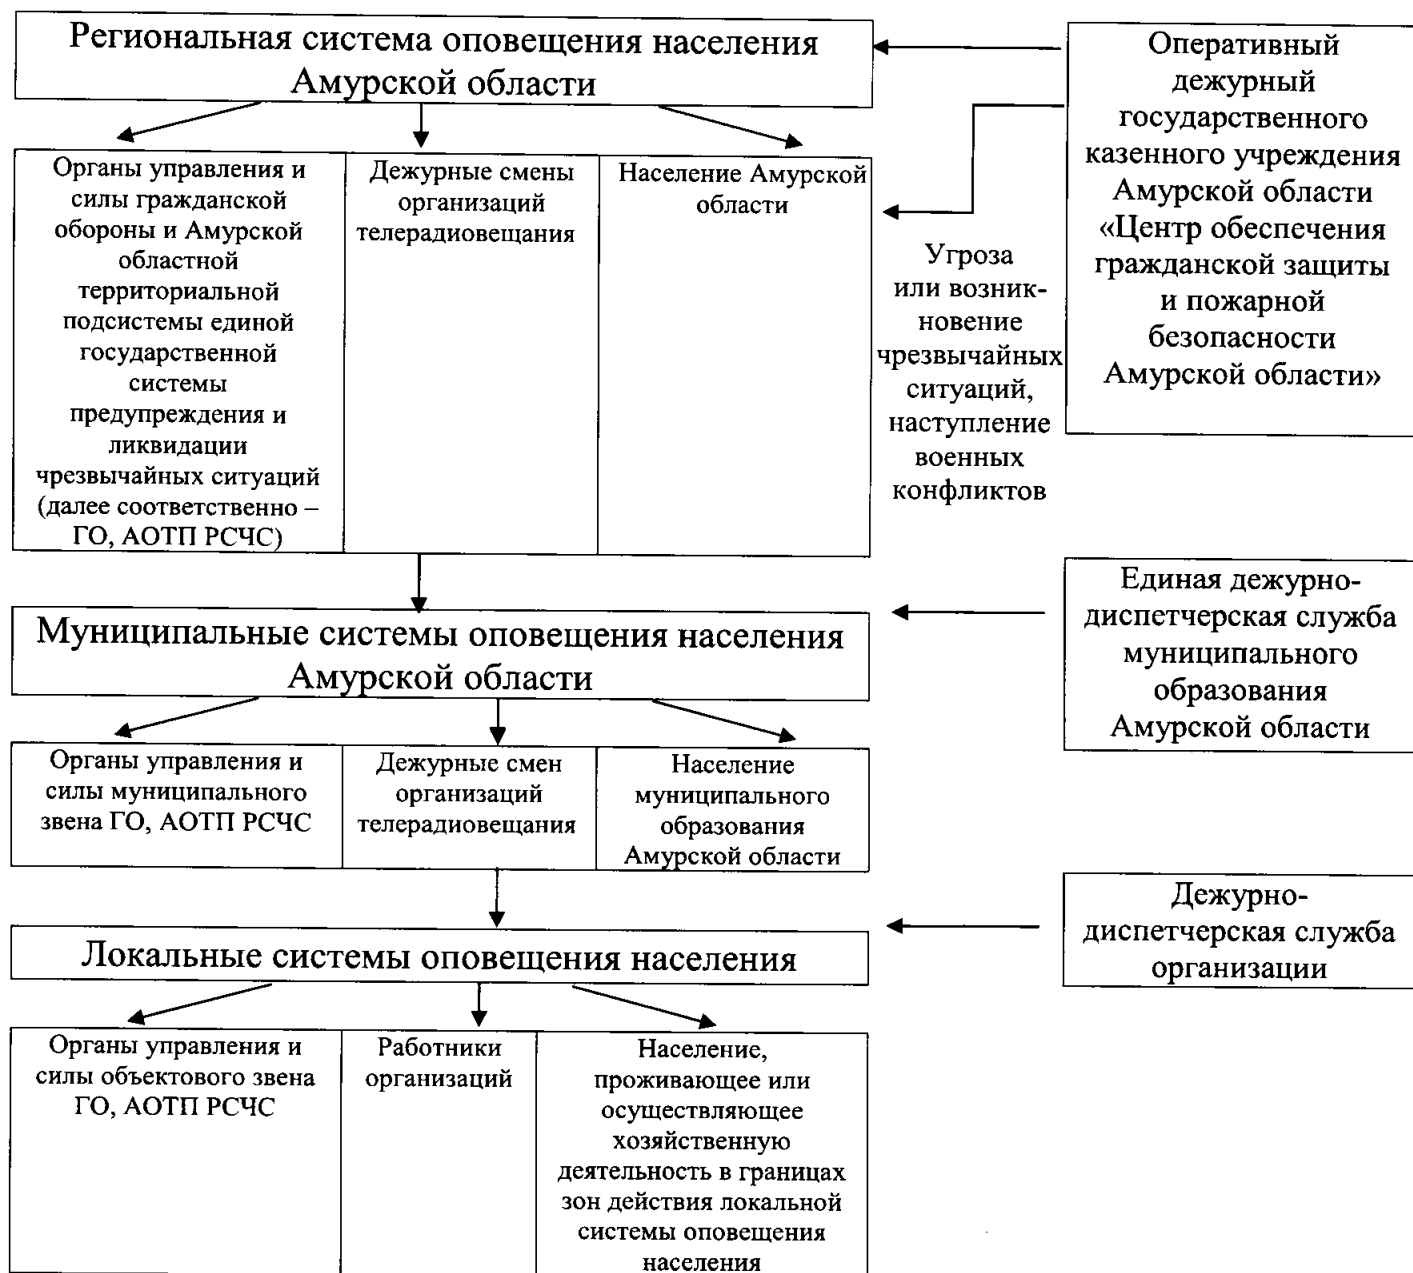 Региональная система оповещения населения
Амурской области
Оперативный
дежурный
государственного
казенного учреждения
Амурской области
«Центр обеспечения
гражданской защиты
и пожарной
безопасности
Амурской области»
Органы управления и
силы гражданской
обороны и Амурской
областной
территориальной
подсистемы единой
государственной
системы
предупреждения и
ликвидации
чрезвычайных ситуаций
(далее соответственно –
ГО, АОТП РСЧС)
Дежурные смены
организаций
телерадиовещания
Население Амурской
области
Угроза
или возник-
новение
чрезвычайных
ситуаций,
наступление
военных
конфликтов
Муниципальные системы оповещения населения
Амурской области
Единая дежурно-
диспетчерская служба
муниципального
образования
Амурской области
Органы управления и
силы муниципального
звена ГО, АОТП РСЧС
Дежурные смен
организаций
телерадиовещания
Население
муниципального
образования
Амурской области
Локальные системы оповещения населения
Дежурно-
диспетчерская служба
организации
Органы управления и
силы объектового звена
ГО, АОТП РСЧС
Работники
организаций
Население,
проживающее или
осуществляющее
хозяйственную
деятельность в границах
зон действия локальной
системы оповещения
населения